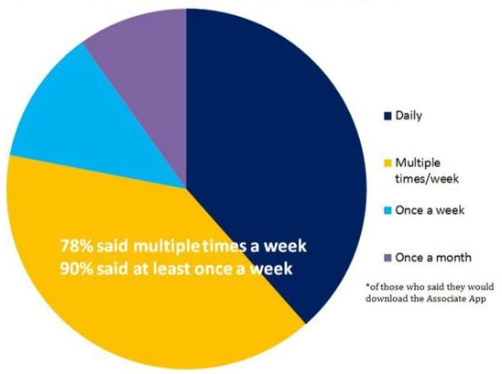 Daily
Multiple
times/week
Once a week
78% said multiple times a week
90% said at least once a week
Once a month
*of those who said they would
download the Associate App